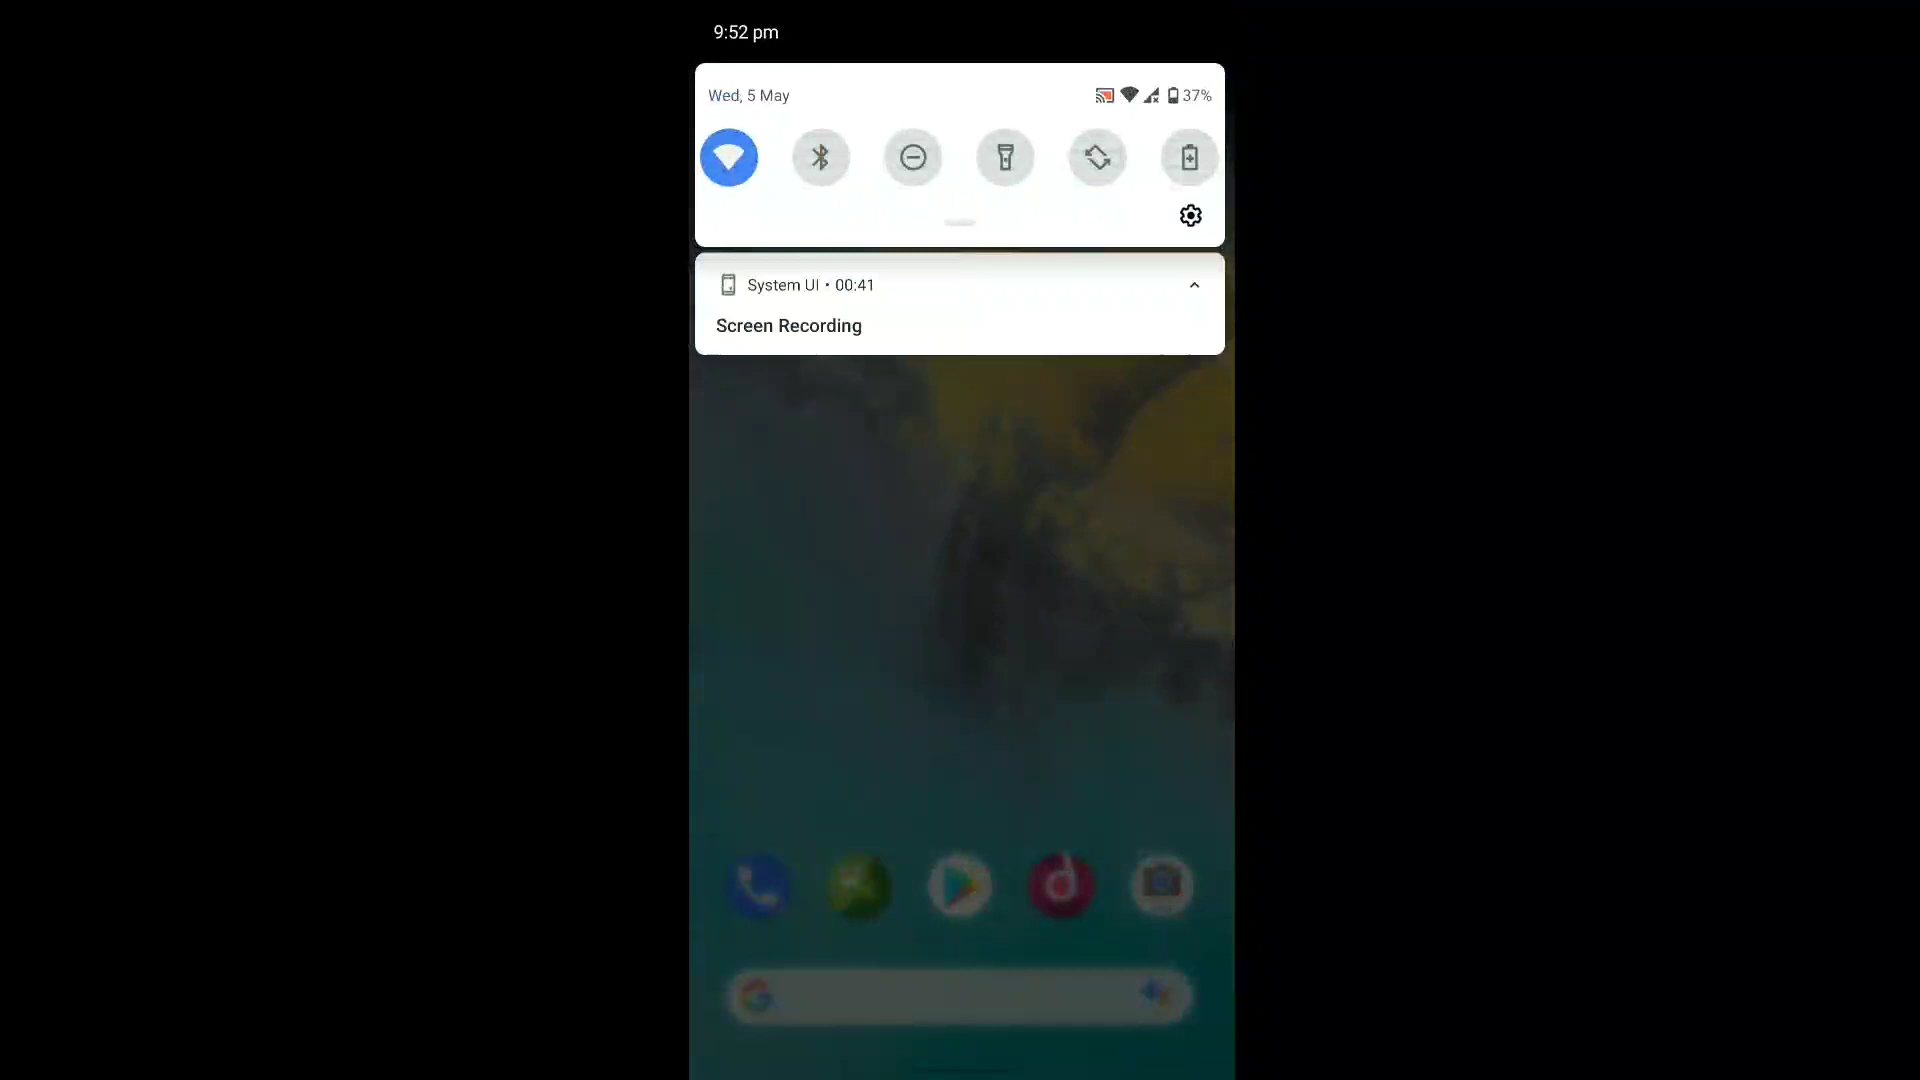 9:52 pm
Wed, 5 May
37%
System UI • 00:41
Screen Recording